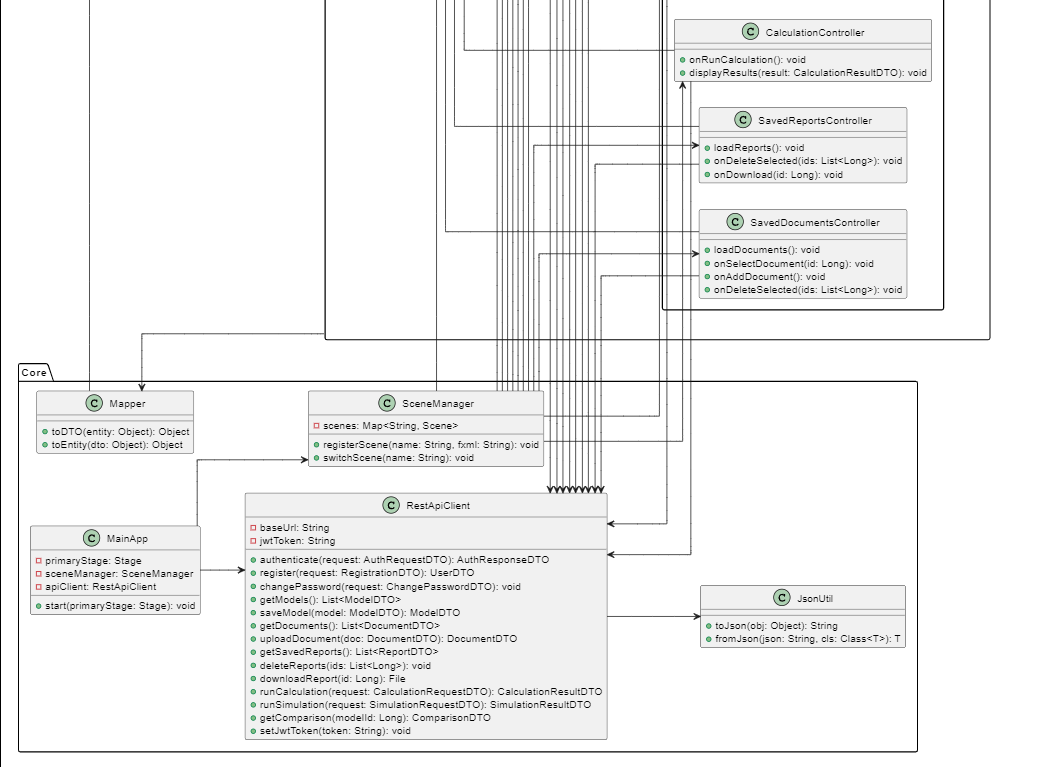 C CalculationController
onRunCalculation(): void
displayResults(result: CalculationResultDTO): void
C SavedReportsController
loadReports(): void
onDeleteSelected(ids: List<Long>): void
onDownload(id: Long): void
C SavedDocumentsController
loadDocuments(): void
onSelectDocument(id: Long): void
onAddDocument(): void
onDeleteSelected(ids: List<Long>): void
Core
C Mapper
toDTO(entity: Object): Object
toEntity(dto: Object): Object
C SceneManager
scenes: Map<String, Scene>
registerScene(name: String, fxml: String): void
switchScene(name: String): void
C RestApiClient
baseUrl: String
jwtToken: String
authenticate(request: AuthRequestDTO): AuthResponseDTO
register(request: RegistrationDTO): UserDTO
changePassword(request: ChangePasswordDTO): void
getModels(): List<ModelDTO>
saveModel(model: ModelDTO): ModelDTO
getDocuments(): List<DocumentDTO>
uploadDocument(doc: DocumentDTO): DocumentDTO
getSavedReports(): List<ReportDTO>
deleteReports(ids: List<Long>): void
downloadReport(id: Long): File
runCalculation(request: CalculationRequestDTO): CalculationResultDTO
runSimulation(request: SimulationRequestDTO): SimulationResultDTO
getComparison(modelId: Long): ComparisonDTO
setJwtToken(token: String): void
C MainApp
primaryStage: Stage
sceneManager: SceneManager
apiClient: RestApiClient
start(primaryStage: Stage): void
C JsonUtil
toJson(obj: Object): String
fromJson(json: String, cls: Class<T>): T